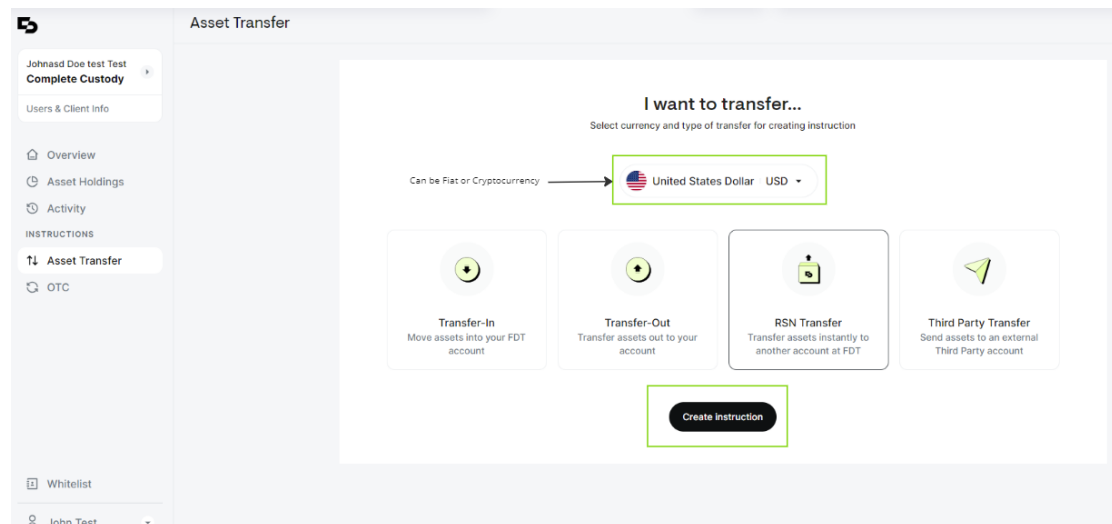 Asset Transfer
Johnasd Doe test Test
Complete Custody
Users & Client Info
Overview
Asset Holdings
Activity
INSTRUCTIONS
Asset Transfer
OTC
Whitelist
John Test
I want to transfer...
Select currency and type of transfer for creating instruction
Can be Fiat or Cryptocurrency
United States Dollar USD
Transfer-In
Move assets into your FDT
account
Transfer-Out
Transfer assets out to your
account
RSN Transfer
Transfer assets instantly to
another account at FDT
Third Party Transfer
Send assets to an external
Third Party account
Create instruction